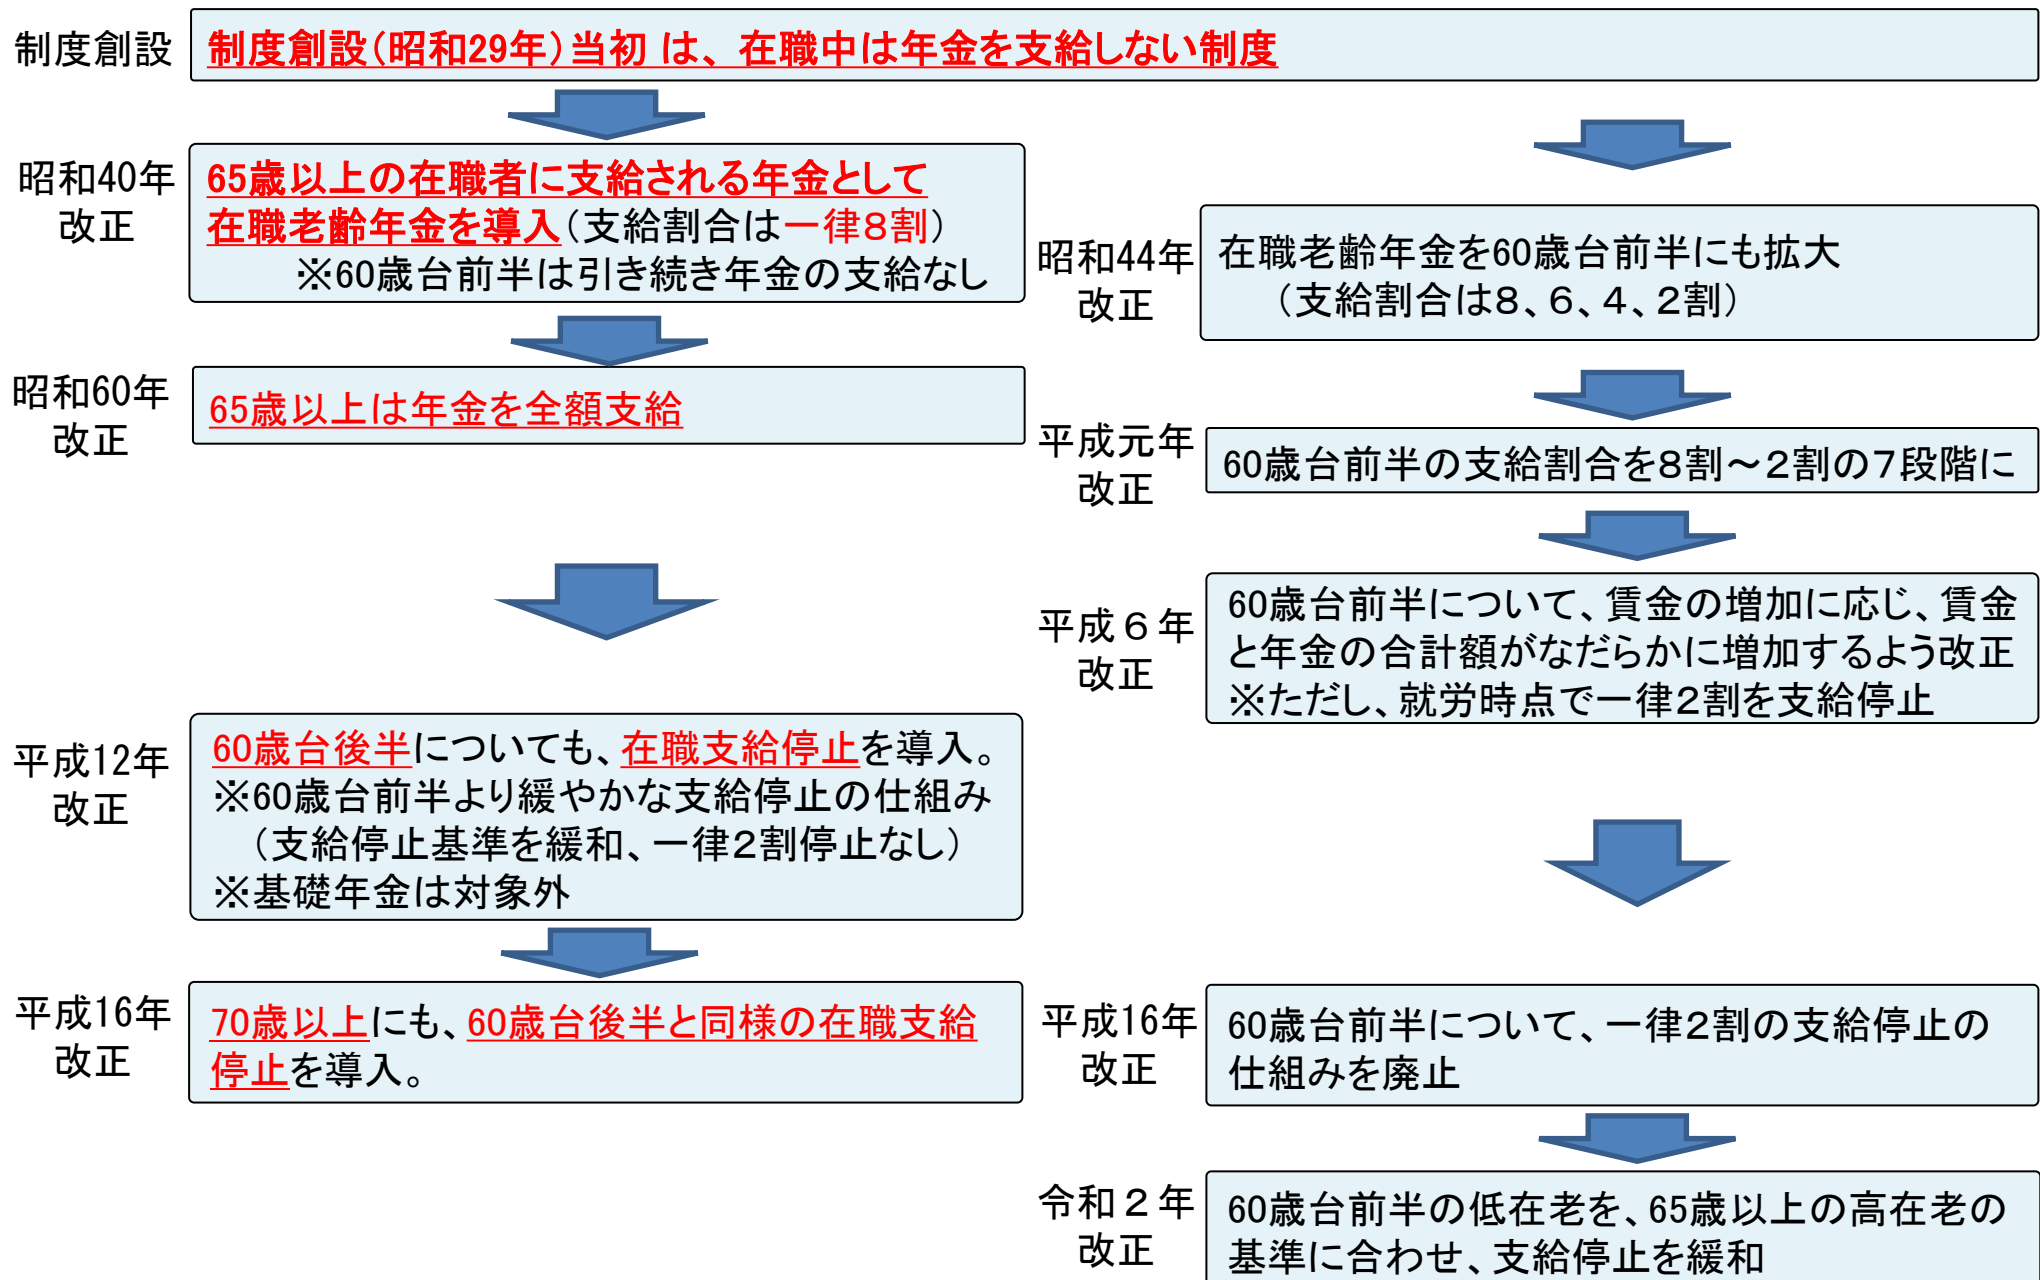 制度創設
制度創設（昭和29年）当初 は、在職中は年金を支給しない制度
昭和40年
改正
65歳以上の在職者に支給される年金として
在職老齢年金を導入（支給割合は一律８割）
※60歳台前半は引き続き年金の支給なし
昭和44年
改正
在職老齢年金を60歳台前半にも拡大
（支給割合は８、６、４、２割）
昭和60年
改正
65歳以上は年金を全額支給
平成元年
改正
60歳台前半の支給割合を８割～２割の７段階に
平成６年
改正
60歳台前半について、賃金の増加に応じ、賃金
と年金の合計額がなだらかに増加するよう改正
※ただし、就労時点で一律２割を支給停止
平成12年
改正
60歳台後半についても、在職支給停止を導入。
※60歳台前半より緩やかな支給停止の仕組み
（支給停止基準を緩和、一律２割停止なし）
※基礎年金は対象外
平成16年
改正
70歳以上にも、60歳台後半と同様の在職支給
停止を導入。
平成16年
改正
60歳台前半について、一律２割の支給停止の
仕組みを廃止
令和２年
改正
60歳台前半の低在老を、65歳以上の高在老の
基準に合わせ、支給停止を緩和